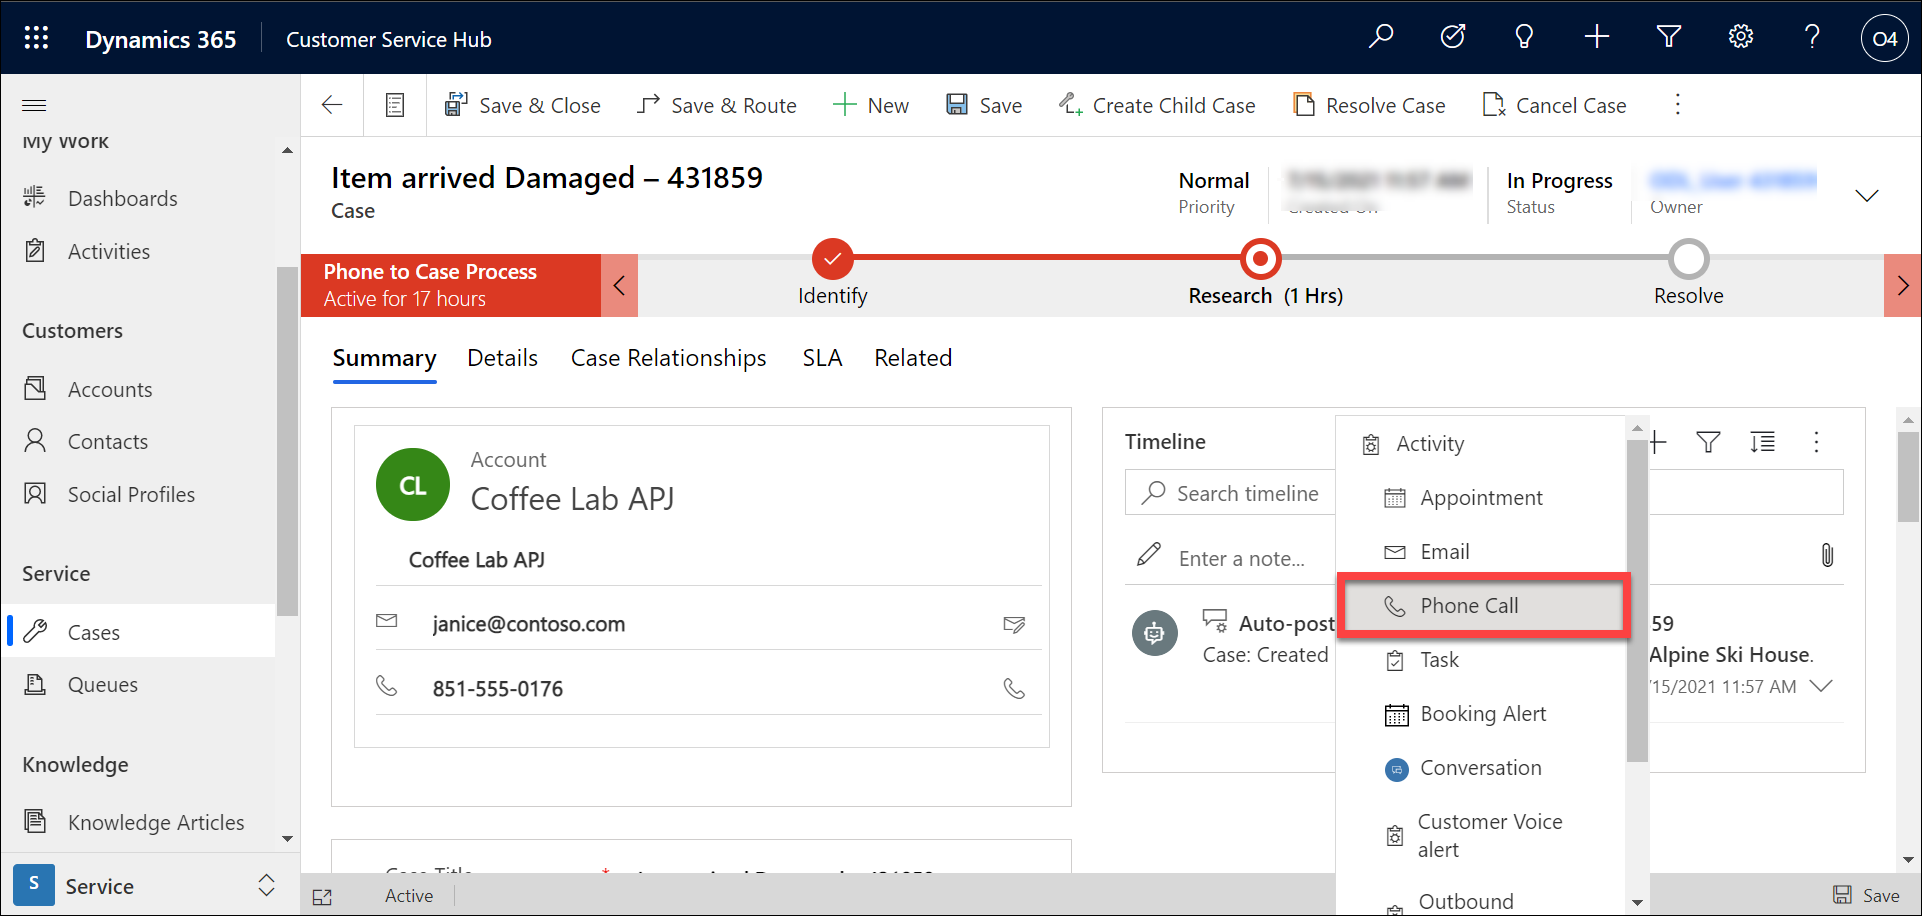 Dynamics 365
Customer Service Hub
O4
Save & Close
Save & Route
New
Save
Create Child Case
Resolve Case
Cancel Case
My Work
Dashboards
Activities
Customers
Accounts
Contacts
Social Profiles
Service
Cases
Queues
Knowledge
Knowledge Articles
S
Service
Item arrived Damaged – 431859
Case
Normal
Priority
Created On
In Progress
Status
Owner
Phone to Case Process
Active for 17 hours
Identify
Research (1 Hrs)
Resolve
Summary
Details
Case Relationships
SLA
Related
CL
Account
Coffee Lab APJ
Coffee Lab APJ
janice@contoso.com
851-555-0176
Timeline
Search timeline
Enter a note...
Auto-post
59
Case: Created
Alpine Ski House.
/15/2021 11:57 AM
Activity
Appointment
Email
Phone Call
Task
Booking Alert
Conversation
Customer Voice
alert
Outbound
Case Title
*
Active
Save